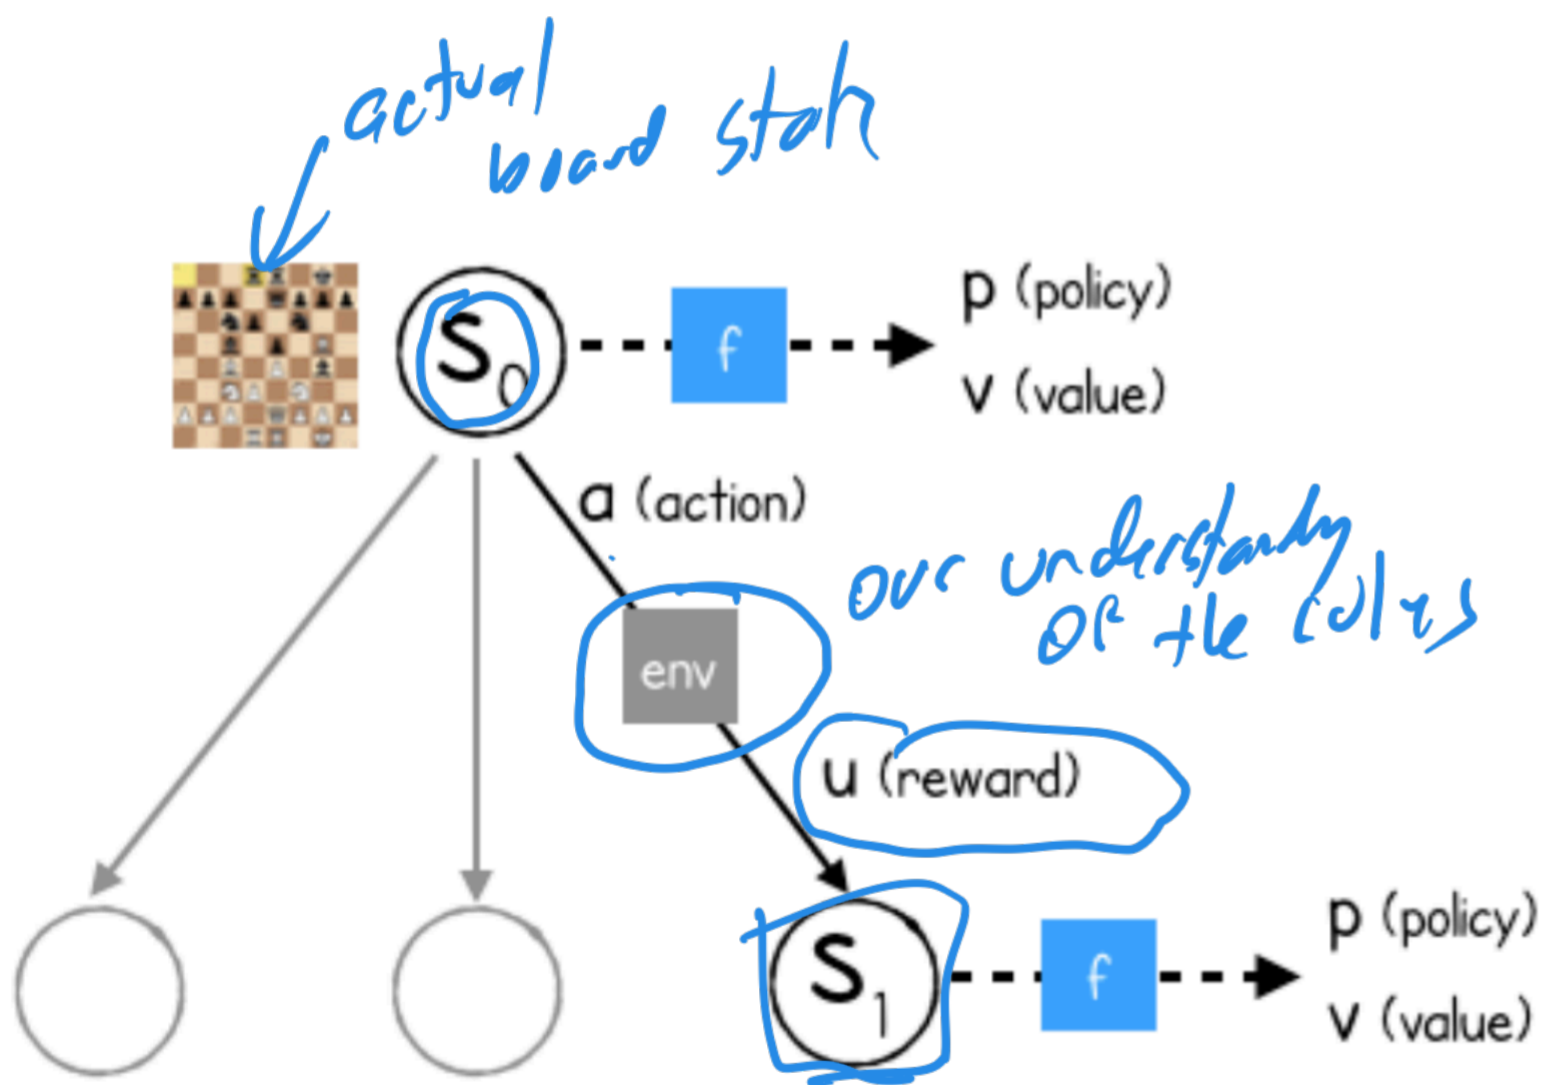 actual
board state
S0
f
p (policy)
v (value)
a (action)
our understanding
of the rules
env
u (reward)
S1
f
p (policy)
v (value)